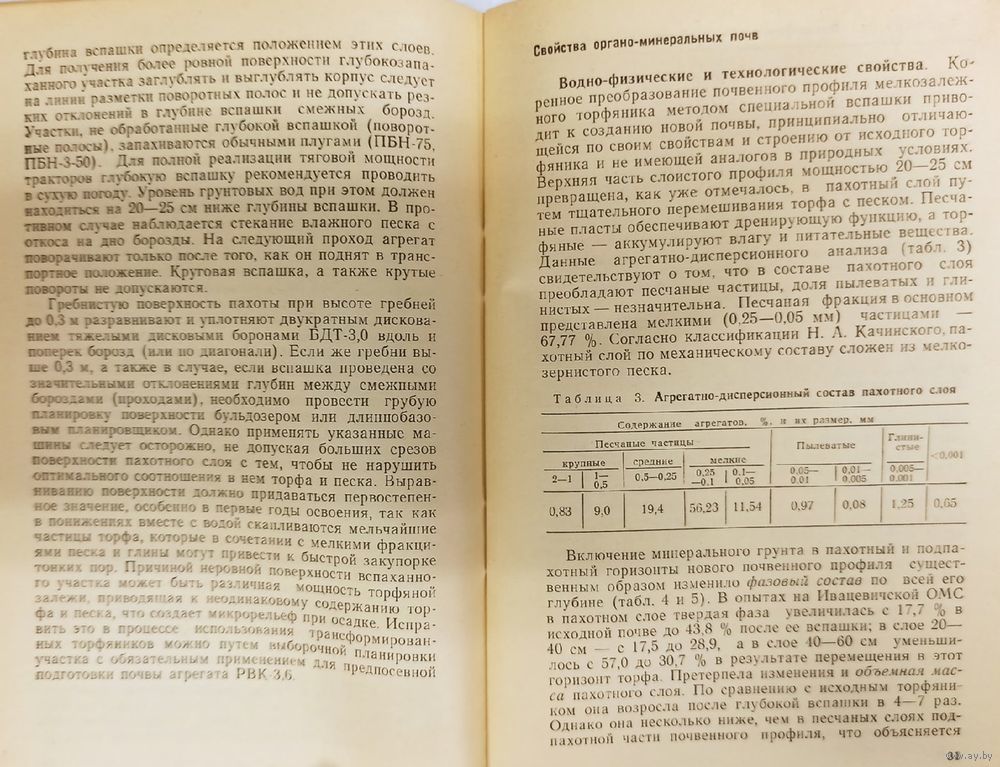 глубина вспашки определяется положением этих слоев.
Для получения более ровной поверхности глубокозапа-
ханного участка заглублять и выглублять корпус следует
на линии разметки поворотных полос и не допускать рез-
ких отклонений в глубине вспашки смежных борозд.
Участки, не обработанные глубокой вспашкой (поворот-
ные полосы), запахиваются обычными плугами (ПБН-75,
ПБН-3-50). Для полной реализации тяговой мощности
тракторов глубокую вспашку рекомендуется проводить
в сухую погоду. Уровень грунтовых вод при этом должен
находиться на 20—25 см ниже глубины вспашки. В про-
тивном случае наблюдается стекание влажного песка с
откоса на дно борозды. На следующий проход агрегат
поворачивают только после того, как он поднят в транс-
портное положение. Круговая вспашка, а также крутые
повороты не допускаются.
Гребнистую поверхность пахоты при высоте гребней
до 0,3 м разравнивают и уплотняют двукратным дискова-
нием тяжелыми дисковыми боронами БДТ-3,0 вдоль и
поперек борозд (или по диагонали). Если же гребни вы-
ше 0,3 м, а также в случае, если вспашка проведена со
значительными отклонениями глубин между смежными
бороздами (проходами), необходимо провести грубую
планировку поверхности бульдозером или длиннобазо-
вым планировщиком. Однако применять указанные ма-
шины следует осторожно, не допуская больших срезов
поверхности пахотного слоя с тем, чтобы не нарушить
оптимального соотношения в нем торфа и песка. Вырав-
ниванию поверхности должно придаваться первостепен-
ное значение, особенно в первые годы освоения, так как
в понижениях вместе с водой скапливаются мельчайшие
частицы торфа, которые в сочетании с мелкими фракци-
ями песка и глины могут привести к быстрой закупорке
тонких пор. Причиной неровной поверхности вспаханно-
го участка может быть различная мощность торфяной
залежи, приводящая к неодинаковому содержанию тор-
фа и песка, что создает микрорельеф при осадке. Испра-
вить это в процессе использования трансформирован-
ных торфяников можно путем выборочной планировки
участка с обязательным применением для предпосевной
подготовки почвы агрегата РВК-3,6.
Свойства органо-минеральных почв
Водно-физические и технологические свойства. Ко-
ренное преобразование почвенного профиля мелкозалеж-
ного торфяника методом специальной вспашки приво-
дит к созданию новой почвы, принципиально отличаю-
щейся по своим свойствам и строению от исходного тор-
фяника и не имеющей аналогов в природных условиях.
Верхняя часть слоистого профиля мощностью 20—25 см
превращена, как уже отмечалось, в пахотный слой пу-
тем тщательного перемешивания торфа с песком. Песча-
ные пласты обеспечивают дренирующую функцию, а тор-
фяные — аккумулируют влагу и питательные вещества.
Данные агрегатно-дисперсионного анализа (табл. 3)
свидетельствуют о том, что в составе пахотного слоя
преобладают песчаные частицы, доля пылеватых и гли-
нистых — незначительна. Песчаная фракция в основном
представлена мелкими (0,25—0,05 мм) частицами —
67,77 %. Согласно классификации Н. А. Качинского, па-
хотный слой по механическому составу сложен из мелко-
зернистого песка.
Таблица 3. Агрегатно-дисперсионный состав пахотного слоя
Содержание агрегатов, %, и их размер, мм
Песчаные частицы Пылеватые Глини-
стые <0,001
крупные средние мелкие
2—1 1—
0,5 0,5—0,25 0,25
—0,1 0,1—
0,05 0,05—
0,01 0,01—
0,005 0,005—
0,001
0,83 9,0 19,4 56,23 11,54 0,97 0,08 1,25 0,65
Включение минерального грунта в пахотный и подпа-
хотный горизонты нового почвенного профиля сущест-
венным образом изменило фазовый состав по всей его
глубине (табл. 4 и 5). В опытах на Ивацевичской ОМС
в пахотном слое твердая фаза увеличилась с 17,7 % в
исходной почве до 43,8 % после ее вспашки; в слое 20—
40 см — с 17,5 до 28,9, а в слое 40—60 см уменьши-
лось с 57,0 до 30,7 % в результате перемещения в этот
горизонт торфа. Претерпела изменения и объемная мас-
са пахотного слоя. По сравнению с исходным торфяни-
ком она возросла после глубокой вспашки в 4—7 раз.
Однако она несколько ниже, чем в песчаных слоях под-
пахотной части почвенного профиля, что объясняется
www.ay.by